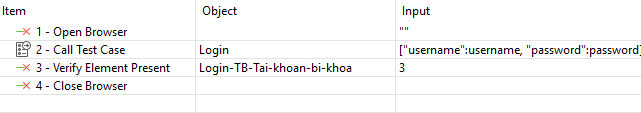 Item Object Input
1 - Open Browser ""
2 - Call Test Case Login ["username":username, "password":password]
3 - Verify Element Present Login-TB-Tai-khoan-bi-khoa 3
4 - Close Browser